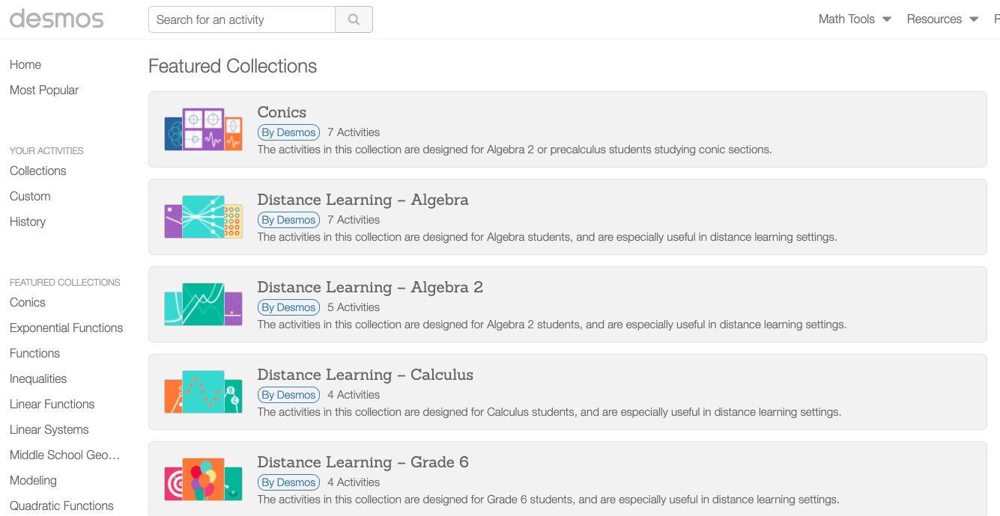 desmos
Search for an activity
Math Tools
Resources
Home
Most Popular
YOUR ACTIVITIES
Collections
Custom
History
FEATURED COLLECTIONS
Conics
Exponential Functions
Functions
Inequalities
Linear Functions
Linear Systems
Middle School Geo…
Modeling
Quadratic Functions
Featured Collections
Conics
By Desmos 7 Activities
The activities in this collection are designed for Algebra 2 or precalculus students studying conic sections.
Distance Learning – Algebra
By Desmos 7 Activities
The activities in this collection are designed for Algebra students, and are especially useful in distance learning settings.
Distance Learning – Algebra 2
By Desmos 5 Activities
The activities in this collection are designed for Algebra 2 students, and are especially useful in distance learning settings.
Distance Learning – Calculus
By Desmos 4 Activities
The activities in this collection are designed for Calculus students, and are especially useful in distance learning settings.
Distance Learning – Grade 6
By Desmos 4 Activities
The activities in this collection are designed for Grade 6 students, and are especially useful in distance learning settings.